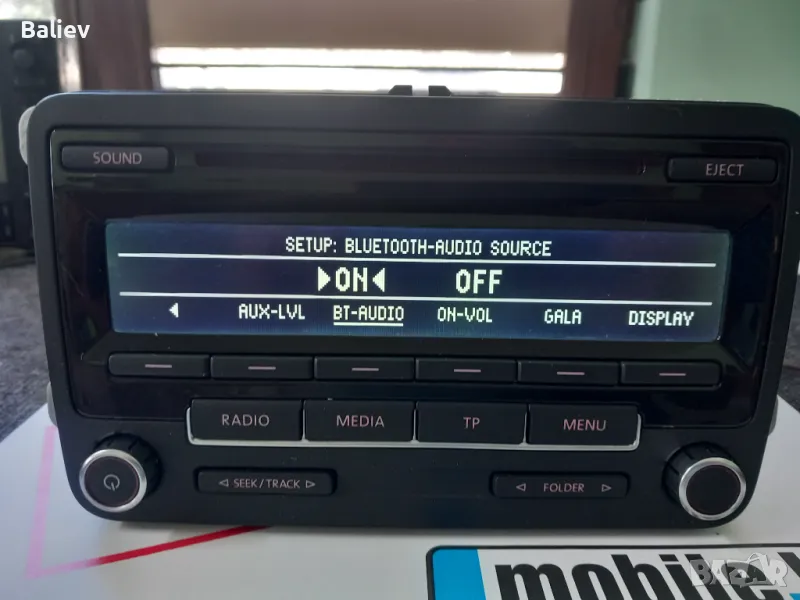 Baliev
SOUND
EJECT
SETUP: BLUETOOTH-AUDIO SOURCE
▶ON◀ OFF
◀ AUX-LVL BT-AUDIO ON-VOL GALA DISPLAY
RADIO MEDIA TP MENU
◁ SEEK/TRACK ▷
◁ FOLDER ▷
mobile.
BAZAR